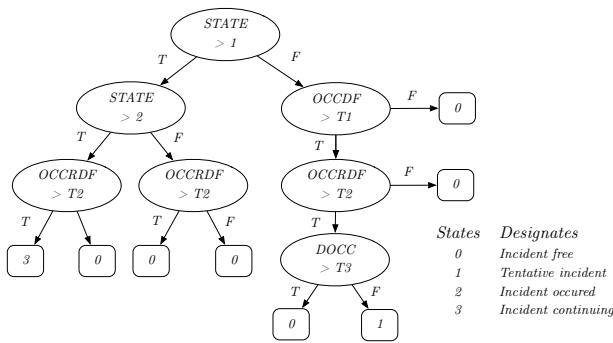 STATE
> 1
T
F
STATE
> 2
OCCDF
> T1
F
0
T
F
T
OCCRDF
> T2
OCCRDF
> T2
OCCRDF
> T2
F
0
T
T
F
T
3
0
0
0
DOCC
> T3
T
F
0
1
States Designates
0 Incident free
1 Tentative incident
2 Incident occured
3 Incident continuing